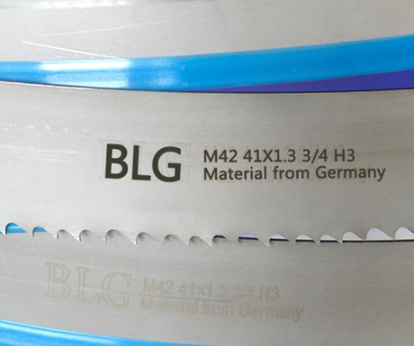 BLG
M42 41X1.3 3/4 H3
Material from Germany
BLG
M42 41x1.3 3/4 H3
Material from Germany